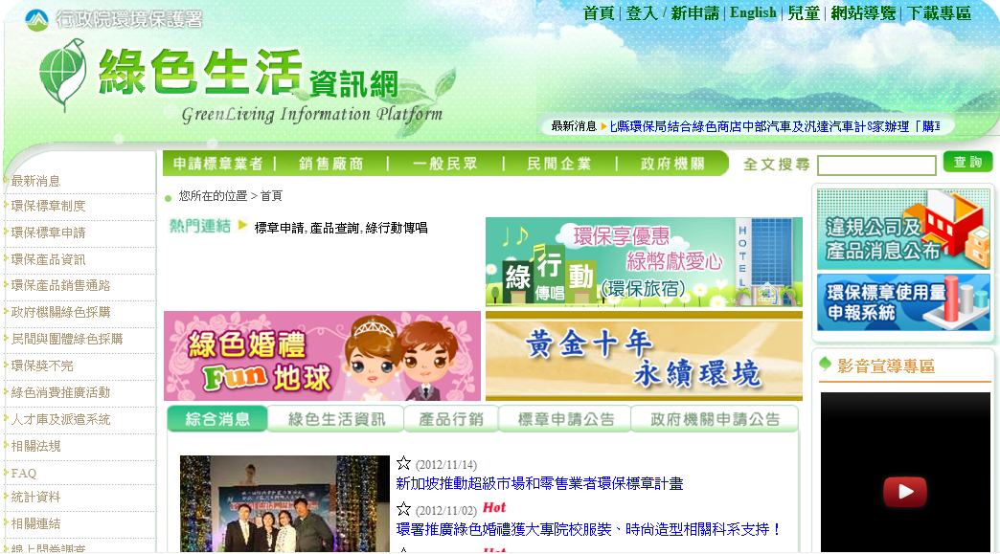 行政院環境保護署
首頁 | 登入 / 新申請 | English | 兒童 | 網站導覽 | 下載專區
綠色生活 資訊網
GreenLiving Information Platform
最新消息 化縣環保局結合綠色商店中部汽車及汎達汽車計8家辦理「購車
申請標章業者 | 銷售廠商 | 一般民眾 | 民間企業 | 政府機關
全文搜尋 查詢
最新消息
環保標章制度
環保標章申請
環保產品資訊
環保產品銷售通路
政府機關綠色採購
民間與團體綠色採購
環保獎不完
綠色消費推廣活動
人才庫及派遣系統
相關法規
FAQ
統計資料
相關連結
線上問卷調查
您所在的位置 > 首頁
熱門連結 標章申請, 產品查詢, 綠行動傳唱
環保享優惠
綠幣獻愛心
(環保旅宿)
綠行動
傳唱
HOTEL
綠色婚禮
Fun地球
黃金十年
永續環境
違規公司及
產品消息公布
環保標章使用量
申報系統
影音宣導專區
綜合消息
綠色生活資訊
產品行銷
標章申請公告
政府機關申請公告
☆ (2012/11/14)
新加坡推動超級市場和零售業者環保標章計畫
☆ (2012/11/02) Hot
環署推廣綠色婚禮獲大專院校服裝、時尚造型相關科系支持！
☆ Hot